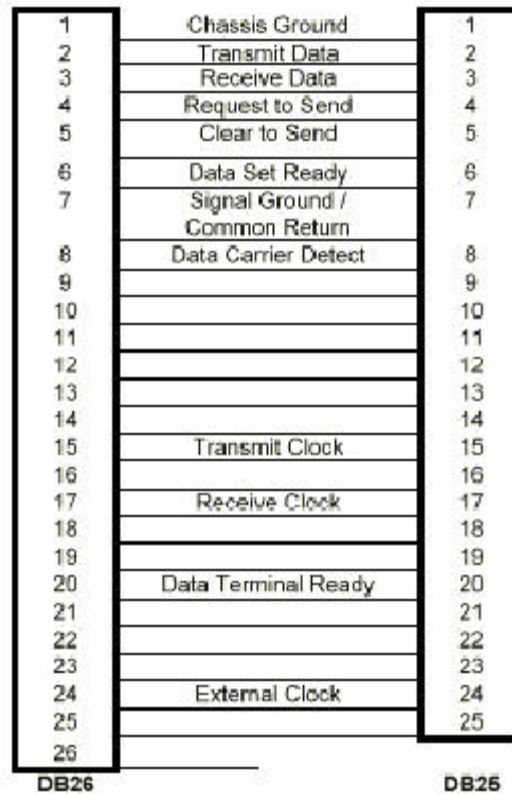 1 Chassis Ground 1
2 Transmit Data 2
3 Receive Data 3
4 Request to Send 4
5 Clear to Send 5
6 Data Set Ready 6
7 Signal Ground / 7
Common Return
8 Data Carrier Detect 8
9 9
10 10
11 11
12 12
13 13
14 14
15 Transmit Clock 15
16 16
17 Receive Clock 17
18 18
19 19
20 Data Terminal Ready 20
21 21
22 22
23 23
24 External Clock 24
25 25
26
DB26 DB25